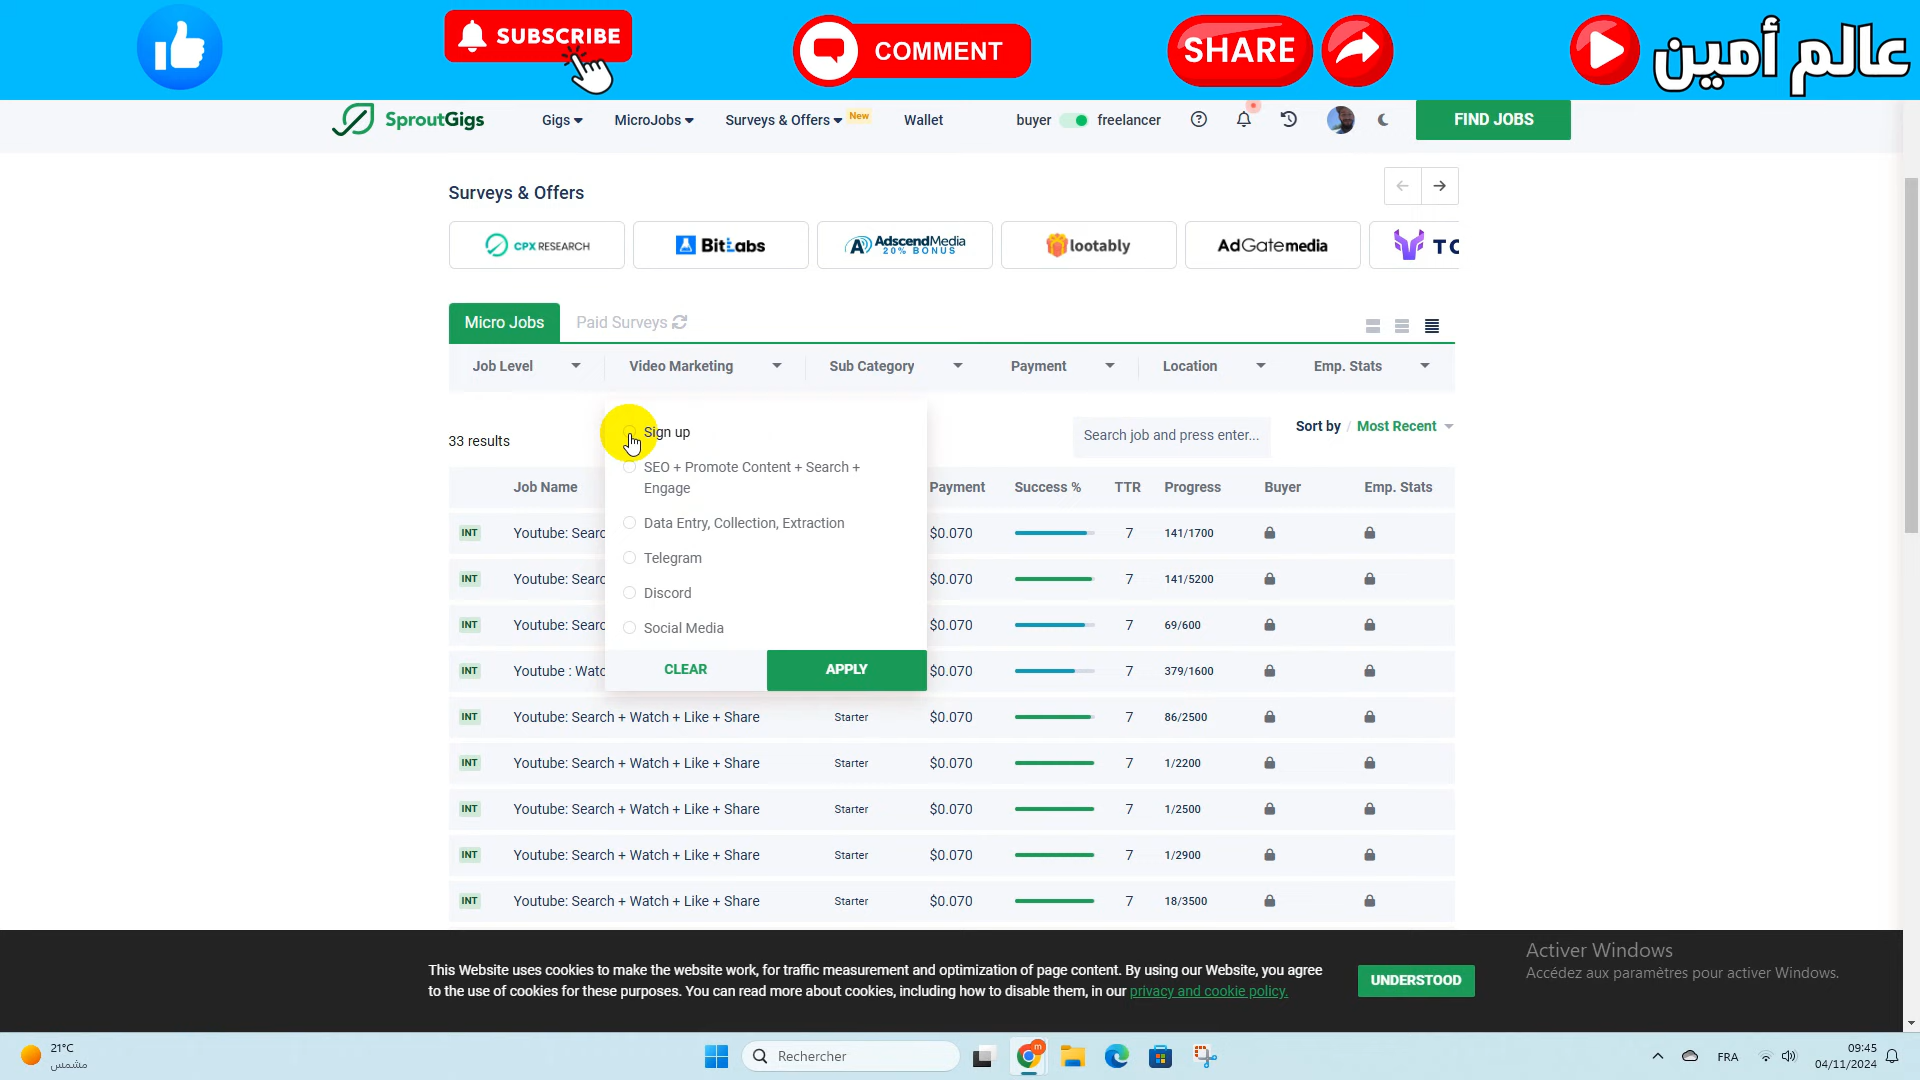 SUBSCRIBE
COMMENT
SHARE
عالم أمين
SproutGigs
Gigs
MicroJobs
Surveys & Offers New
Wallet
buyer
freelancer
FIND JOBS
Surveys & Offers
CPX RESEARCH
BitLabs
AdscendMedia
20% BONUS
lootably
AdGatemedia
TO
Micro Jobs
Paid Surveys
Job Level
Video Marketing
Sub Category
Payment
Location
Emp. Stats
33 results
Sign up
SEO + Promote Content + Search +
Engage
Data Entry, Collection, Extraction
Telegram
Discord
Social Media
CLEAR
APPLY
Search job and press enter...
Sort by / Most Recent
Job Name Payment Success % TTR Progress Buyer Emp. Stats
INT Youtube: Searc $0.070 7 141/1700
INT Youtube: Searc $0.070 7 141/5200
INT Youtube: Searc $0.070 7 69/600
INT Youtube : Watc $0.070 7 379/1600
INT Youtube: Search + Watch + Like + Share Starter $0.070 7 86/2500
INT Youtube: Search + Watch + Like + Share Starter $0.070 7 1/2200
INT Youtube: Search + Watch + Like + Share Starter $0.070 7 1/2500
INT Youtube: Search + Watch + Like + Share Starter $0.070 7 1/2900
INT Youtube: Search + Watch + Like + Share Starter $0.070 7 18/3500
This Website uses cookies to make the website work, for traffic measurement and optimization of page content. By using our Website, you agree
to the use of cookies for these purposes. You can read more about cookies, including how to disable them, in our privacy and cookie policy.
UNDERSTOOD
Activer Windows
Accédez aux paramètres pour activer Windows.
21°C
مشمس
Rechercher
m
FRA
09:45
04/11/2024